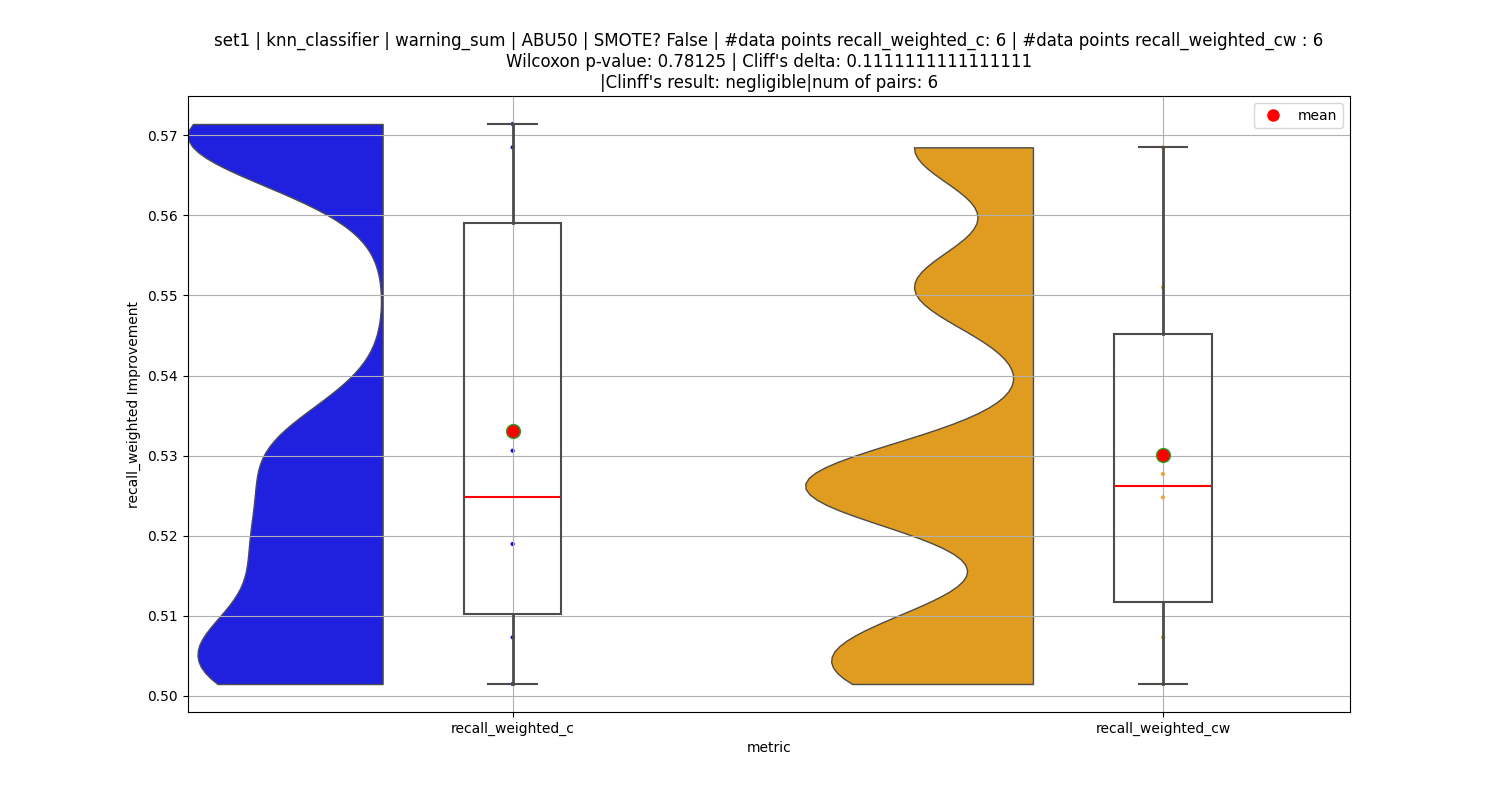 set1 | knn_classifier | warning_sum | ABU50 | SMOTE? False | #data points recall_weighted_c: 6 | #data points recall_weighted_cw : 6
Wilcoxon p-value: 0.78125 | Cliff's delta: 0.1111111111111111
|Clinff's result: negligible|num of pairs: 6
mean
0.57
0.56
0.55
0.54
0.53
0.52
0.51
0.50
recall_weighted Improvement
recall_weighted_c
recall_weighted_cw
metric